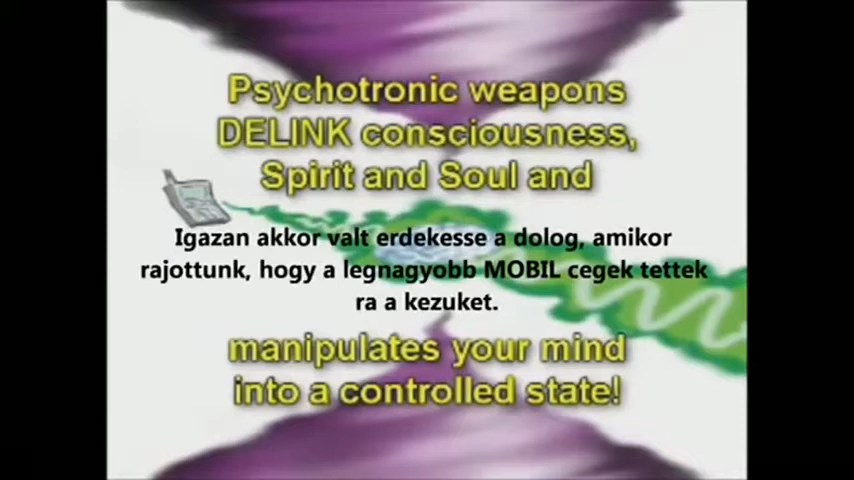 Psychotronic weapons
DELINK consciousness,
Spirit and Soul and
Igazan akkor valt erdekesse a dolog, amikor
rajottunk, hogy a legnagyobb MOBIL cegek tettek
ra a kezuket.
manipulates your mind
into a controlled state!